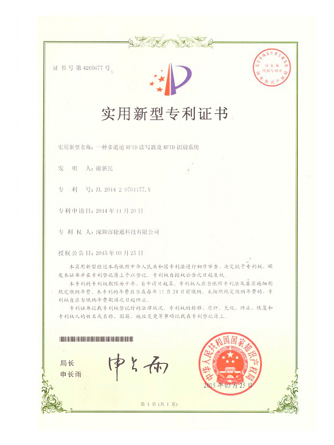 证书号第4205677号
实用新型专利证书
实用新型名称：一种多通道RFID读写器及RFID识别系统
发 明 人：
专 利 号：ZL 2014 2 0701177.X
专利申请日：2014年11月20日
专 利 权 人：深圳市捷通科技有限公司
授权公告日：2015年03月25日
本实用新型经过本局依照中华人民共和国专利法进行初步审查，决定授予专利权，颁
发本证书并在专利登记簿上予以登记。专利权自授权公告之日起生效。
本专利的专利权期限为十年，自申请日起算。专利权人应当依照专利法及其实施细则
规定缴纳年费。本专利的年费应当在每年11月20日前缴纳。未按照规定缴纳年费的，专
利权自应当缴纳年费期满之日起终止。
专利证书记载专利权登记时的法律状况。专利权的转移、质押、无效、终止、恢复和
专利权人的姓名或名称、国籍、地址变更等事项记载在专利登记簿上。
局长
申长雨
申长雨
中华人民共和国国家知识产权局
2015年03月25日
第1页（共1页）